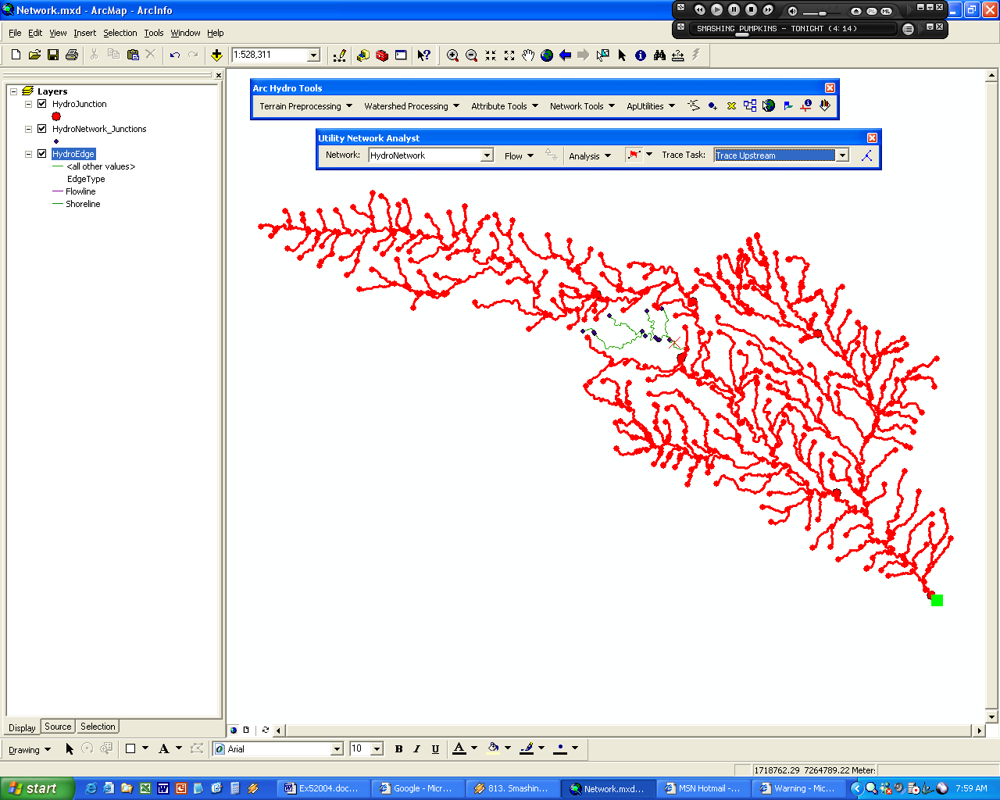 Network.mxd - ArcMap - ArcInfo
SMASHING PUMPKINS - TONIGHT (4:14)
PL ML
File Edit View Insert Selection Tools Window Help
1:528,311
Layers
HydroJunction
HydroNetwork_Junctions
HydroEdge
<all other values>
EdgeType
Flowline
Shoreline
Arc Hydro Tools
Terrain Preprocessing Watershed Processing Attribute Tools Network Tools ApUtilities
Utility Network Analyst
Network: HydroNetwork Flow Analysis Trace Task: Trace Upstream
Display Source Selection
Drawing A Arial 10 B I U A
1718762.29 7264789.22 Meter:
start Ex52004.doc... Google - Micr... 813. Smashin... Network.mxd... MSN Hotmail -... Warning - Mic... 7:59 AM